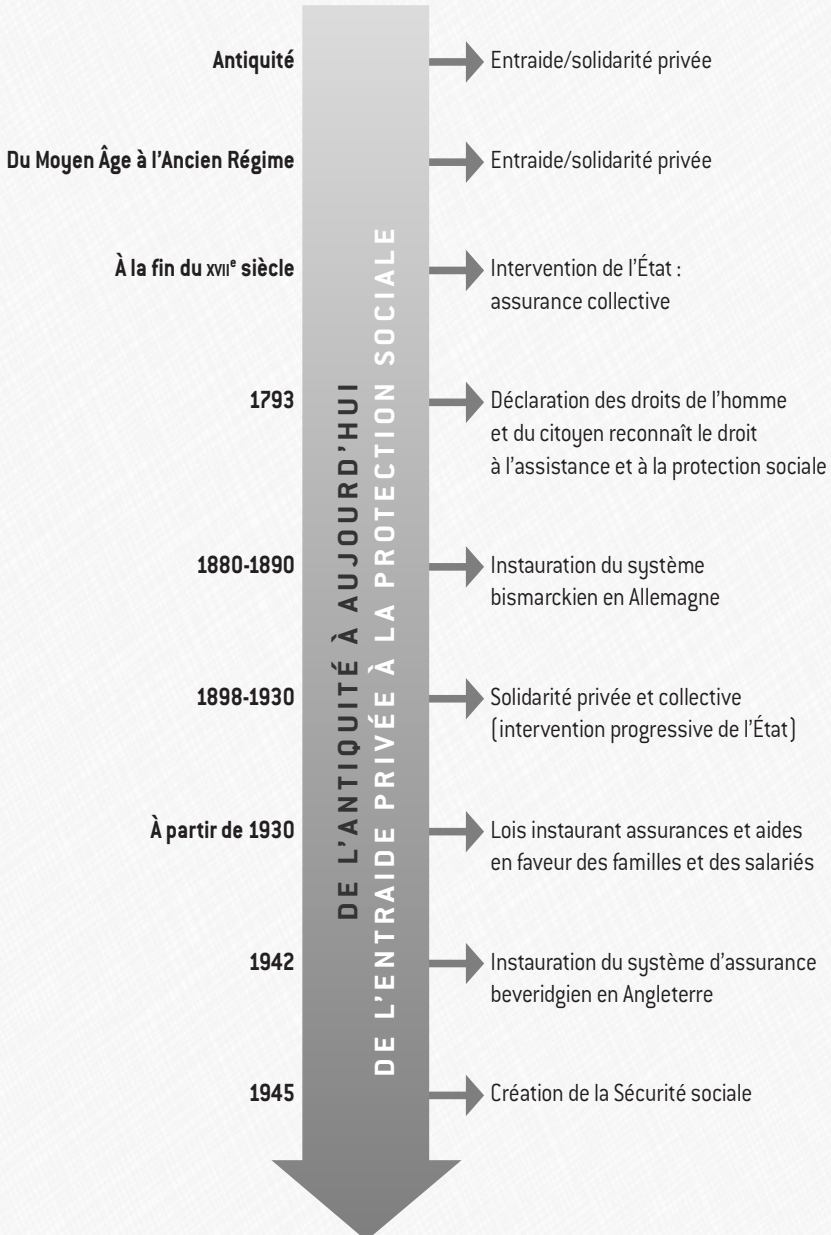 Antiquité
Entraide/solidarité privée
Du Moyen Âge à l'Ancien Régime
Entraide/solidarité privée
À la fin du XVIIe siècle
Intervention de l'État :
assurance collective
1793
Déclaration des droits de l'homme
et du citoyen reconnaît le droit
à l'assistance et à la protection sociale
1880-1890
Instauration du système
bismarckien en Allemagne
1898-1930
Solidarité privée et collective
(intervention progressive de l'État)
À partir de 1930
Lois instaurant assurances et aides
en faveur des familles et des salariés
1942
Instauration du système d'assurance
beveridgien en Angleterre
1945
Création de la Sécurité sociale
DE L'ANTIQUITÉ À AUJOURD'HUI
DE L'ENTRAIDE PRIVÉE À LA PROTECTION SOCIALE